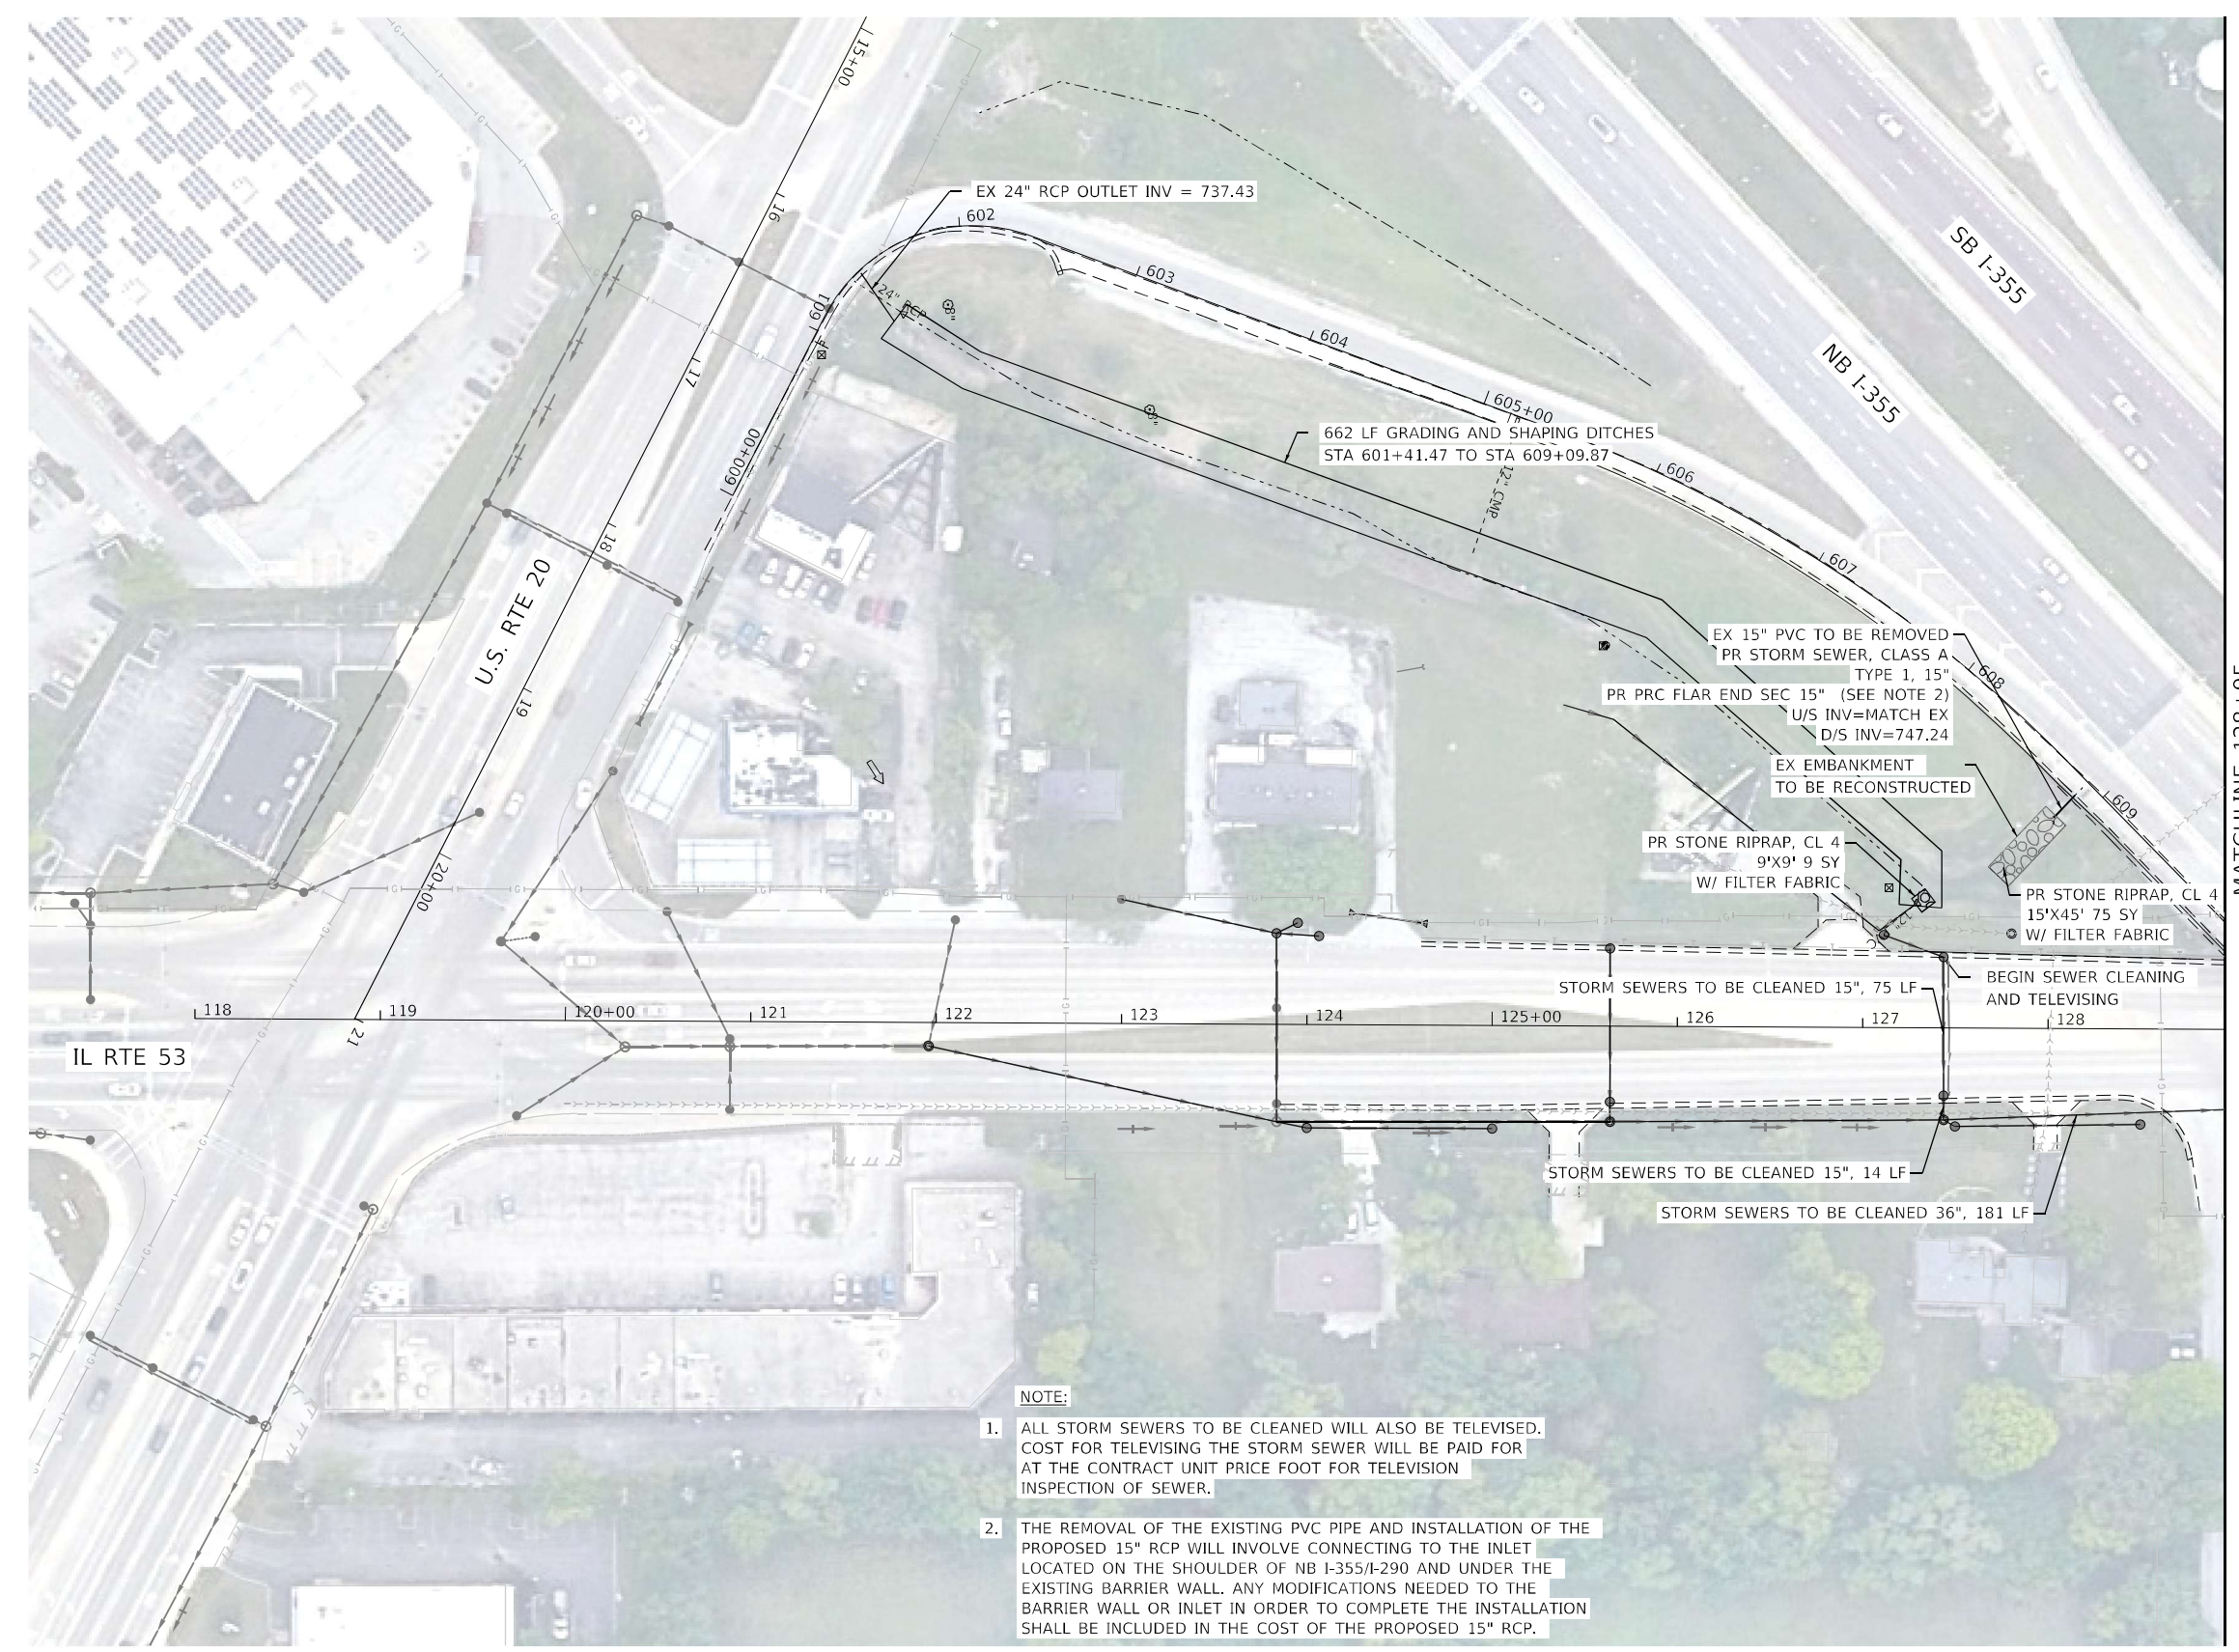 15+00
16
17
18
19
20+00
21
U.S. RTE 20
EX 24" RCP OUTLET INV = 737.43
24" RCP
8"
8"
609+00
601
602
603
604
605+00
606
607
608
609
SB I-355
NB I-355
662 LF GRADING AND SHAPING DITCHES
STA 601+41.47 TO STA 609+09.87
12" CMP
EX 15" PVC TO BE REMOVED
PR STORM SEWER, CLASS A
TYPE 1, 15"
PR PRC FLAR END SEC 15" (SEE NOTE 2)
U/S INV=MATCH EX
D/S INV=747.24
EX EMBANKMENT
TO BE RECONSTRUCTED
PR STONE RIPRAP, CL 4
9'X9' 9 SY
W/ FILTER FABRIC
PR STONE RIPRAP, CL 4
15'X45' 75 SY
W/ FILTER FABRIC
12"
BEGIN SEWER CLEANING
AND TELEVISING
STORM SEWERS TO BE CLEANED 15", 75 LF
118
119
120+00
121
122
123
124
125+00
126
127
128
IL RTE 53
STORM SEWERS TO BE CLEANED 15", 14 LF
STORM SEWERS TO BE CLEANED 36", 181 LF
NOTE:
1. ALL STORM SEWERS TO BE CLEANED WILL ALSO BE TELEVISED.
COST FOR TELEVISING THE STORM SEWER WILL BE PAID FOR
AT THE CONTRACT UNIT PRICE FOOT FOR TELEVISION
INSPECTION OF SEWER.
2. THE REMOVAL OF THE EXISTING PVC PIPE AND INSTALLATION OF THE
PROPOSED 15" RCP WILL INVOLVE CONNECTING TO THE INLET
LOCATED ON THE SHOULDER OF NB I-355/I-290 AND UNDER THE
EXISTING BARRIER WALL. ANY MODIFICATIONS NEEDED TO THE
BARRIER WALL OR INLET IN ORDER TO COMPLETE THE INSTALLATION
SHALL BE INCLUDED IN THE COST OF THE PROPOSED 15" RCP.